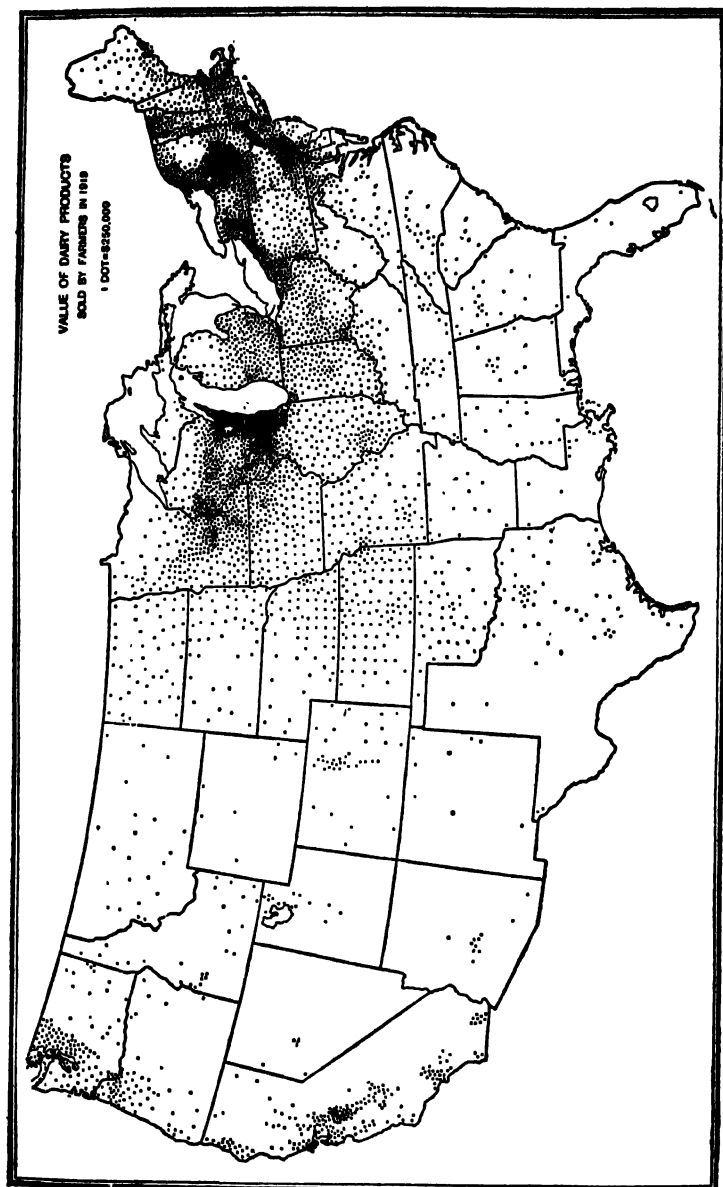 VALUE OF DAIRY PRODUCTS
SOLD BY FARMERS IN 1919
1 DOT=$250,000